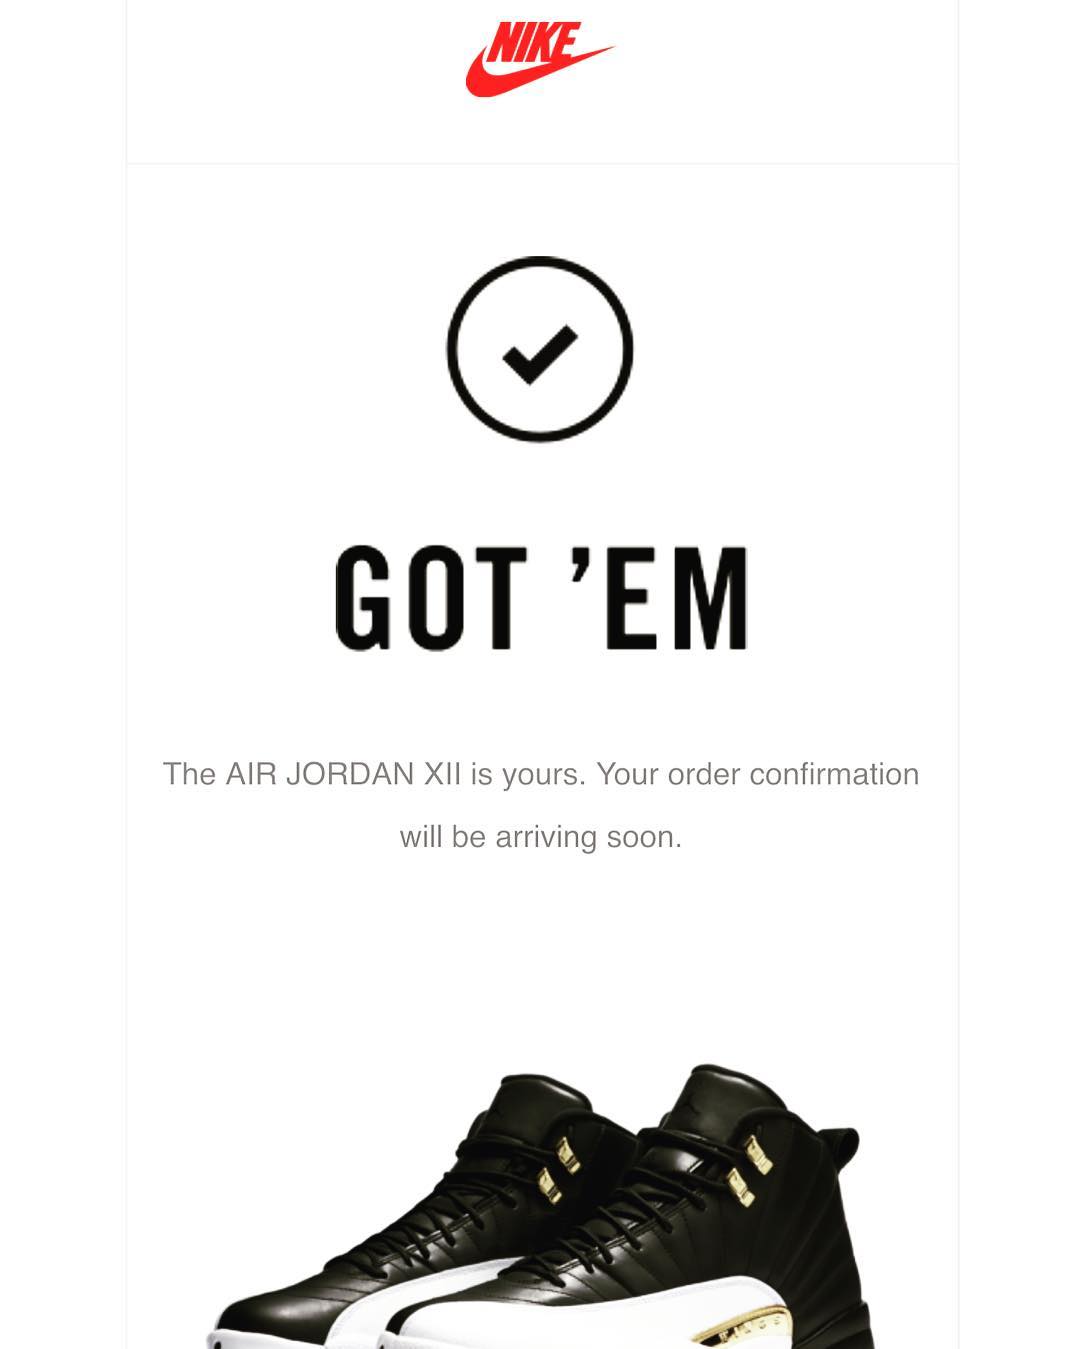 NIKE
GOT 'EM
The AIR JORDAN XII is yours. Your order confirmation
will be arriving soon.